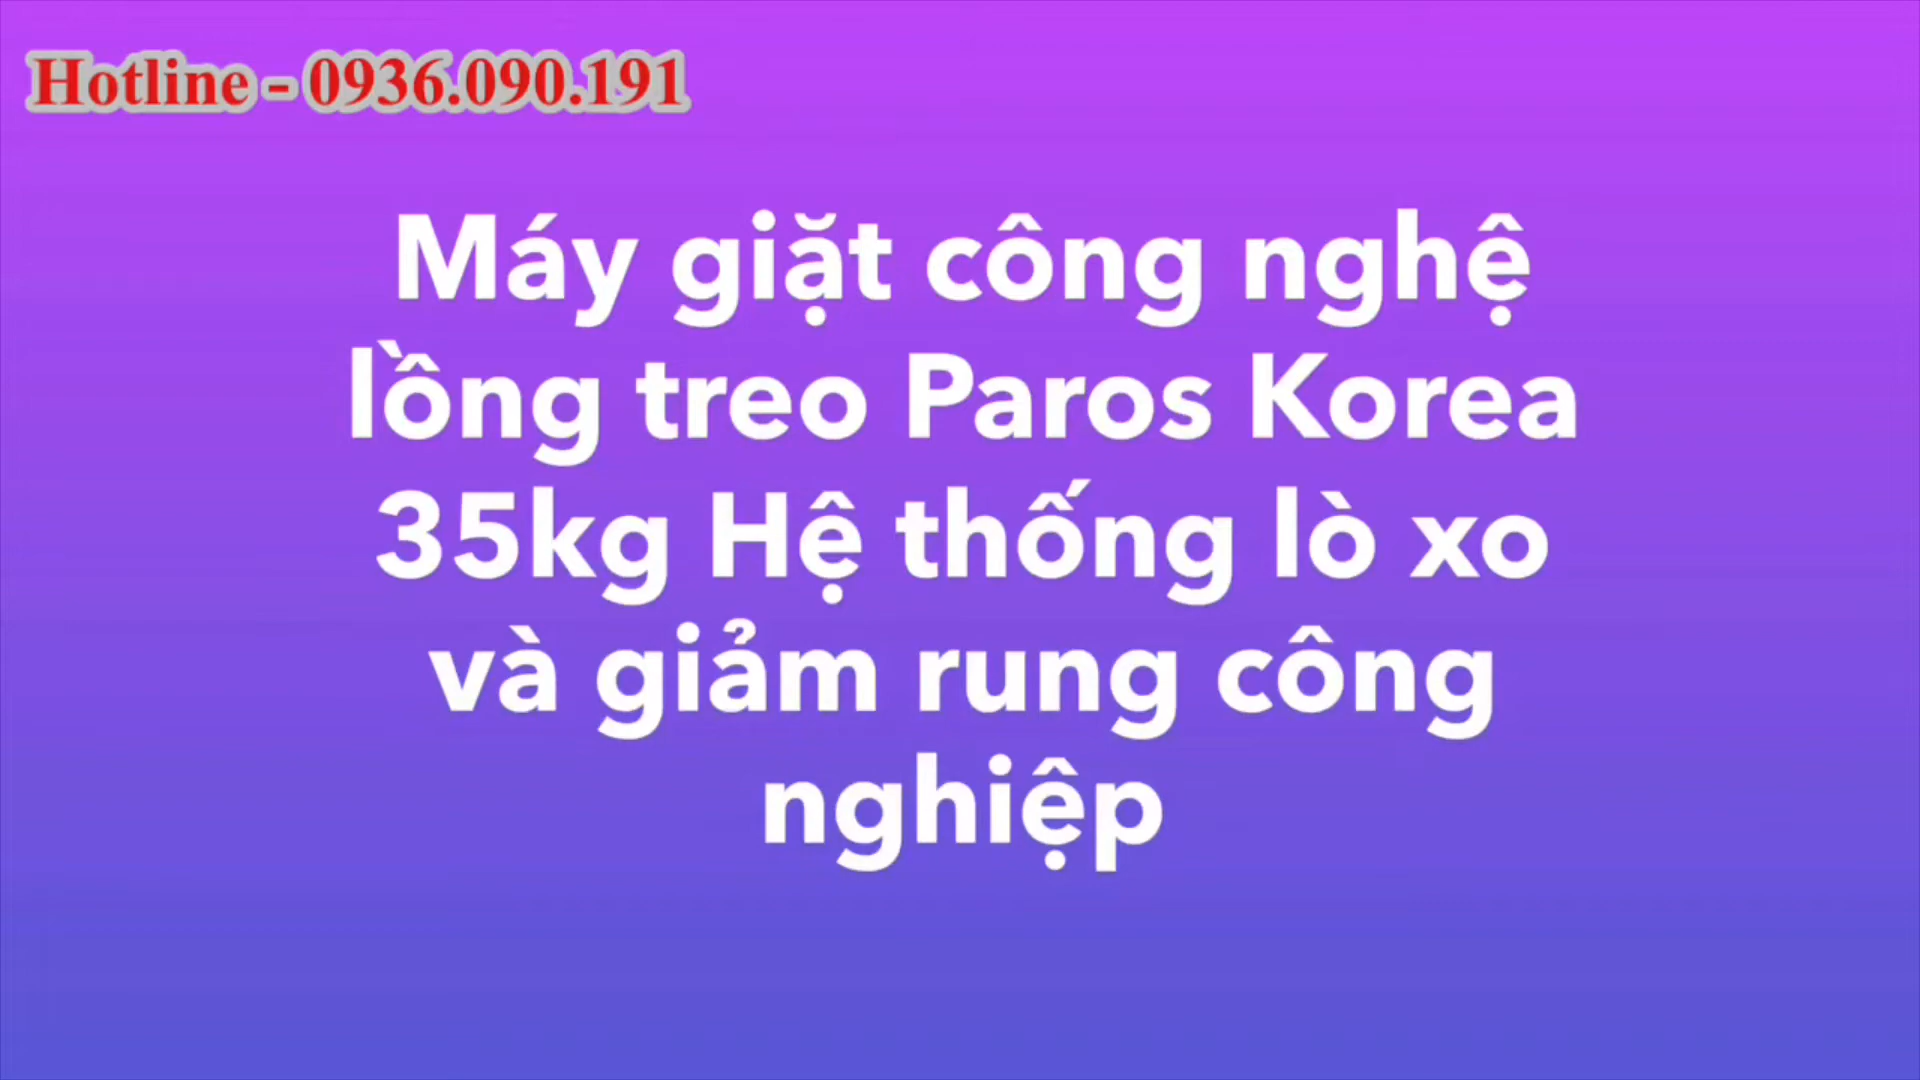 Hotline - 0936.090.191
Máy giặt công nghệ
lồng treo Paros Korea
35kg Hệ thống lò xo
và giảm rung công
nghiệp